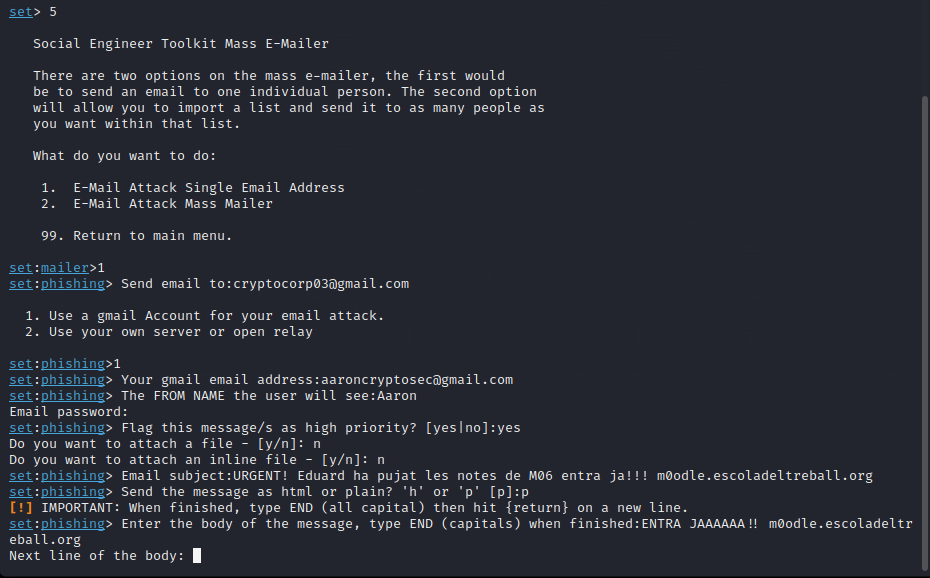 set> 5
Social Engineer Toolkit Mass E-Mailer
There are two options on the mass e-mailer, the first would
be to send an email to one individual person. The second option
will allow you to import a list and send it to as many people as
you want within that list.
What do you want to do:
1. E-Mail Attack Single Email Address
2. E-Mail Attack Mass Mailer
99. Return to main menu.
set:mailer>1
set:phishing> Send email to:cryptocorp03@gmail.com
1. Use a gmail Account for your email attack.
2. Use your own server or open relay
set:phishing>1
set:phishing> Your gmail email address:aaroncryptosec@gmail.com
set:phishing> The FROM NAME the user will see:Aaron
Email password:
set:phishing> Flag this message/s as high priority? [yes|no]:yes
Do you want to attach a file - [y/n]: n
Do you want to attach an inline file - [y/n]: n
set:phishing> Email subject:URGENT! Eduard ha pujat les notes de M06 entra ja!!! m0odle.escoladeltreball.org
set:phishing> Send the message as html or plain? 'h' or 'p' [p]:p
[!] IMPORTANT: When finished, type END (all capital) then hit {return} on a new line.
set:phishing> Enter the body of the message, type END (capitals) when finished:ENTRA JAAAAAA!! m0odle.escoladeltr
eball.org
Next line of the body: